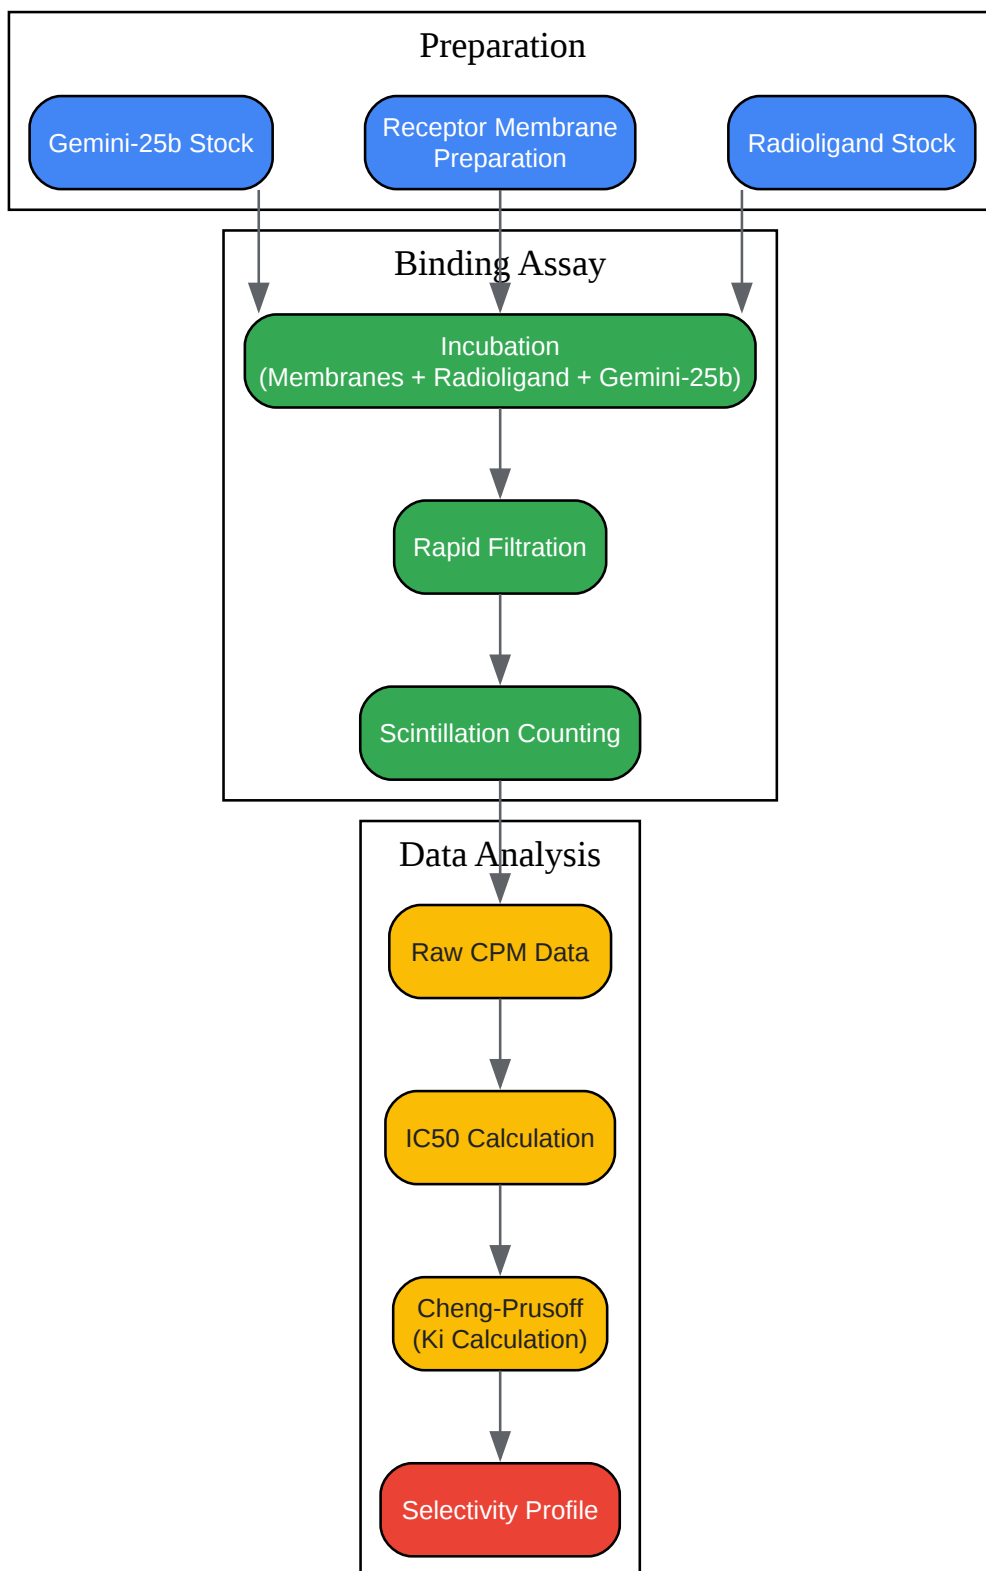 Preparation
Gemini-25b Stock
Receptor Membrane
Preparation
Radioligand Stock
Binding Assay
Incubation
(Membranes + Radioligand + Gemini-25b)
Rapid Filtration
Scintillation Counting
Data Analysis
Raw CPM Data
IC50 Calculation
Cheng-Prusoff
(Ki Calculation)
Selectivity Profile